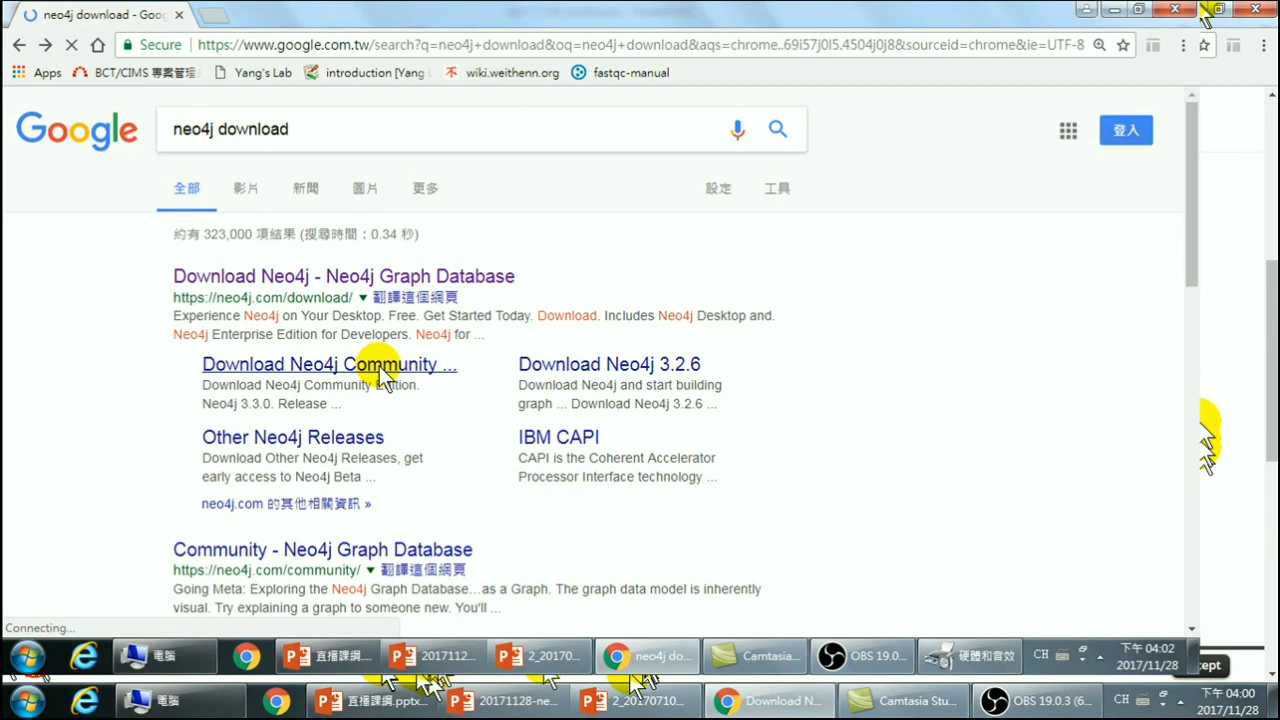 neo4j download - Goo
Secure https://www.google.com.tw/search?q=neo4j+download&oq=neo4j+download&aqs=chrome..69i57j0l5.4504j0j8&sourceid=chrome&ie=UTF-8
Apps BCT/CIMS 專案管理 Yang's Lab introduction [Yang wiki.weithenn.org fastqc-manual
Google neo4j download 登入
全部 影片 新聞 圖片 更多 設定 工具
約有 323,000 項結果 (搜尋時間：0.34 秒)
Download Neo4j - Neo4j Graph Database
https://neo4j.com/download/ 翻譯這個網頁
Experience Neo4j on Your Desktop. Free. Get Started Today. Download. Includes Neo4j Desktop and.
Neo4j Enterprise Edition for Developers. Neo4j for ...
Download Neo4j Community ... Download Neo4j 3.2.6
Download Neo4j Community Edition. Download Neo4j and start building
Neo4j 3.3.0. Release ... graph ... Download Neo4j 3.2.6 ...
Other Neo4j Releases IBM CAPI
Download Other Neo4j Releases, get CAPI is the Coherent Accelerator
early access to Neo4j Beta ... Processor Interface technology ...
neo4j.com 的其他相關資訊 »
Community - Neo4j Graph Database
https://neo4j.com/community/ 翻譯這個網頁
Going Meta: Exploring the Neo4j Graph Database...as a Graph. The graph data model is inherently
visual. Try explaining a graph to someone new. You'll ...
Connecting...
電腦 直播課綱.... 2017112... 2_20170... neo4j do... Camtasia... OBS 19.0... 硬體和音效 CH 下午 04:02
2017/11/28 cept
電腦 直播課綱.pptx... 20171128-ne... 2_20170710... Download N... Camtasia Stu... OBS 19.0.3 (6... CH 下午 04:00
2017/11/28